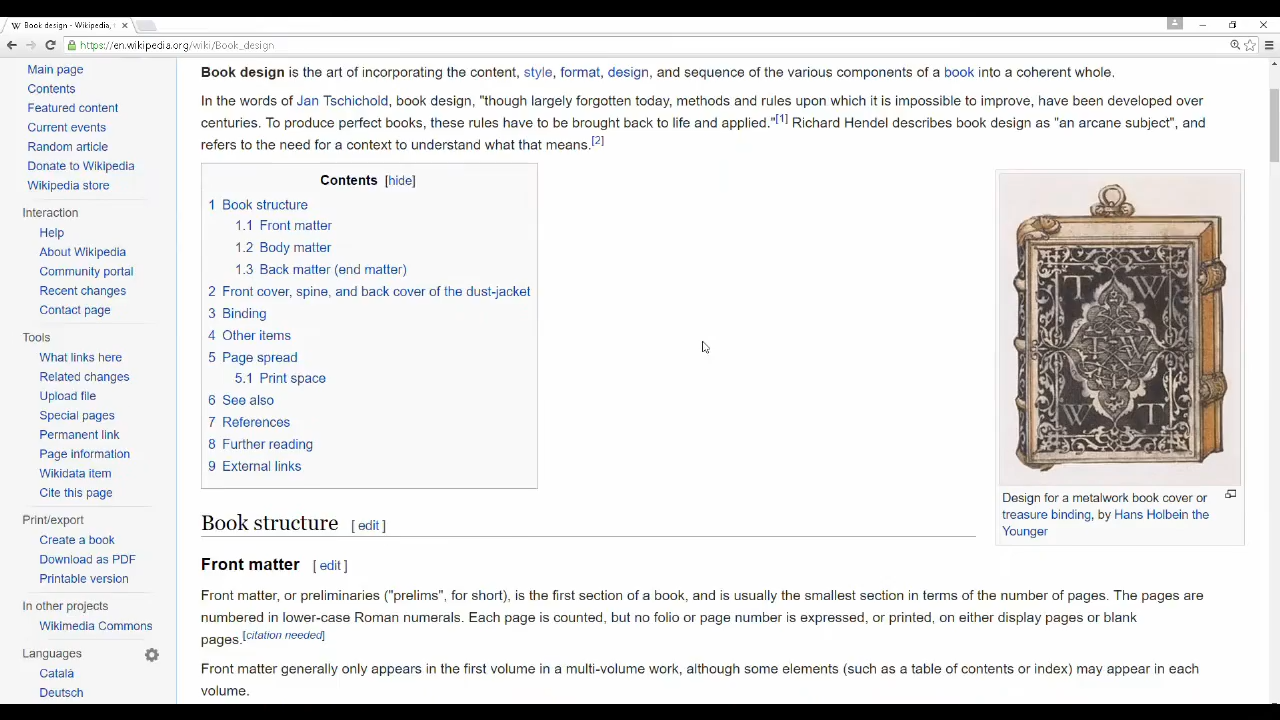 Book design - Wikipedia, t
https://en.wikipedia.org/wiki/Book_design
Main page
Contents
Featured content
Current events
Random article
Donate to Wikipedia
Wikipedia store
Interaction
Help
About Wikipedia
Community portal
Recent changes
Contact page
Tools
What links here
Related changes
Upload file
Special pages
Permanent link
Page information
Wikidata item
Cite this page
Print/export
Create a book
Download as PDF
Printable version
In other projects
Wikimedia Commons
Languages
Català
Deutsch
Book design is the art of incorporating the content, style, format, design, and sequence of the various components of a book into a coherent whole.
In the words of Jan Tschichold, book design, "though largely forgotten today, methods and rules upon which it is impossible to improve, have been developed over
centuries. To produce perfect books, these rules have to be brought back to life and applied."[1] Richard Hendel describes book design as "an arcane subject", and
refers to the need for a context to understand what that means.[2]
Contents [hide]
1 Book structure
1.1 Front matter
1.2 Body matter
1.3 Back matter (end matter)
2 Front cover, spine, and back cover of the dust-jacket
3 Binding
4 Other items
5 Page spread
5.1 Print space
6 See also
7 References
8 Further reading
9 External links
T W
T W
W T
Design for a metalwork book cover or
treasure binding, by Hans Holbein the
Younger
Book structure [ edit ]
Front matter [ edit ]
Front matter, or preliminaries ("prelims", for short), is the first section of a book, and is usually the smallest section in terms of the number of pages. The pages are
numbered in lower-case Roman numerals. Each page is counted, but no folio or page number is expressed, or printed, on either display pages or blank
pages.[citation needed]
Front matter generally only appears in the first volume in a multi-volume work, although some elements (such as a table of contents or index) may appear in each
volume.